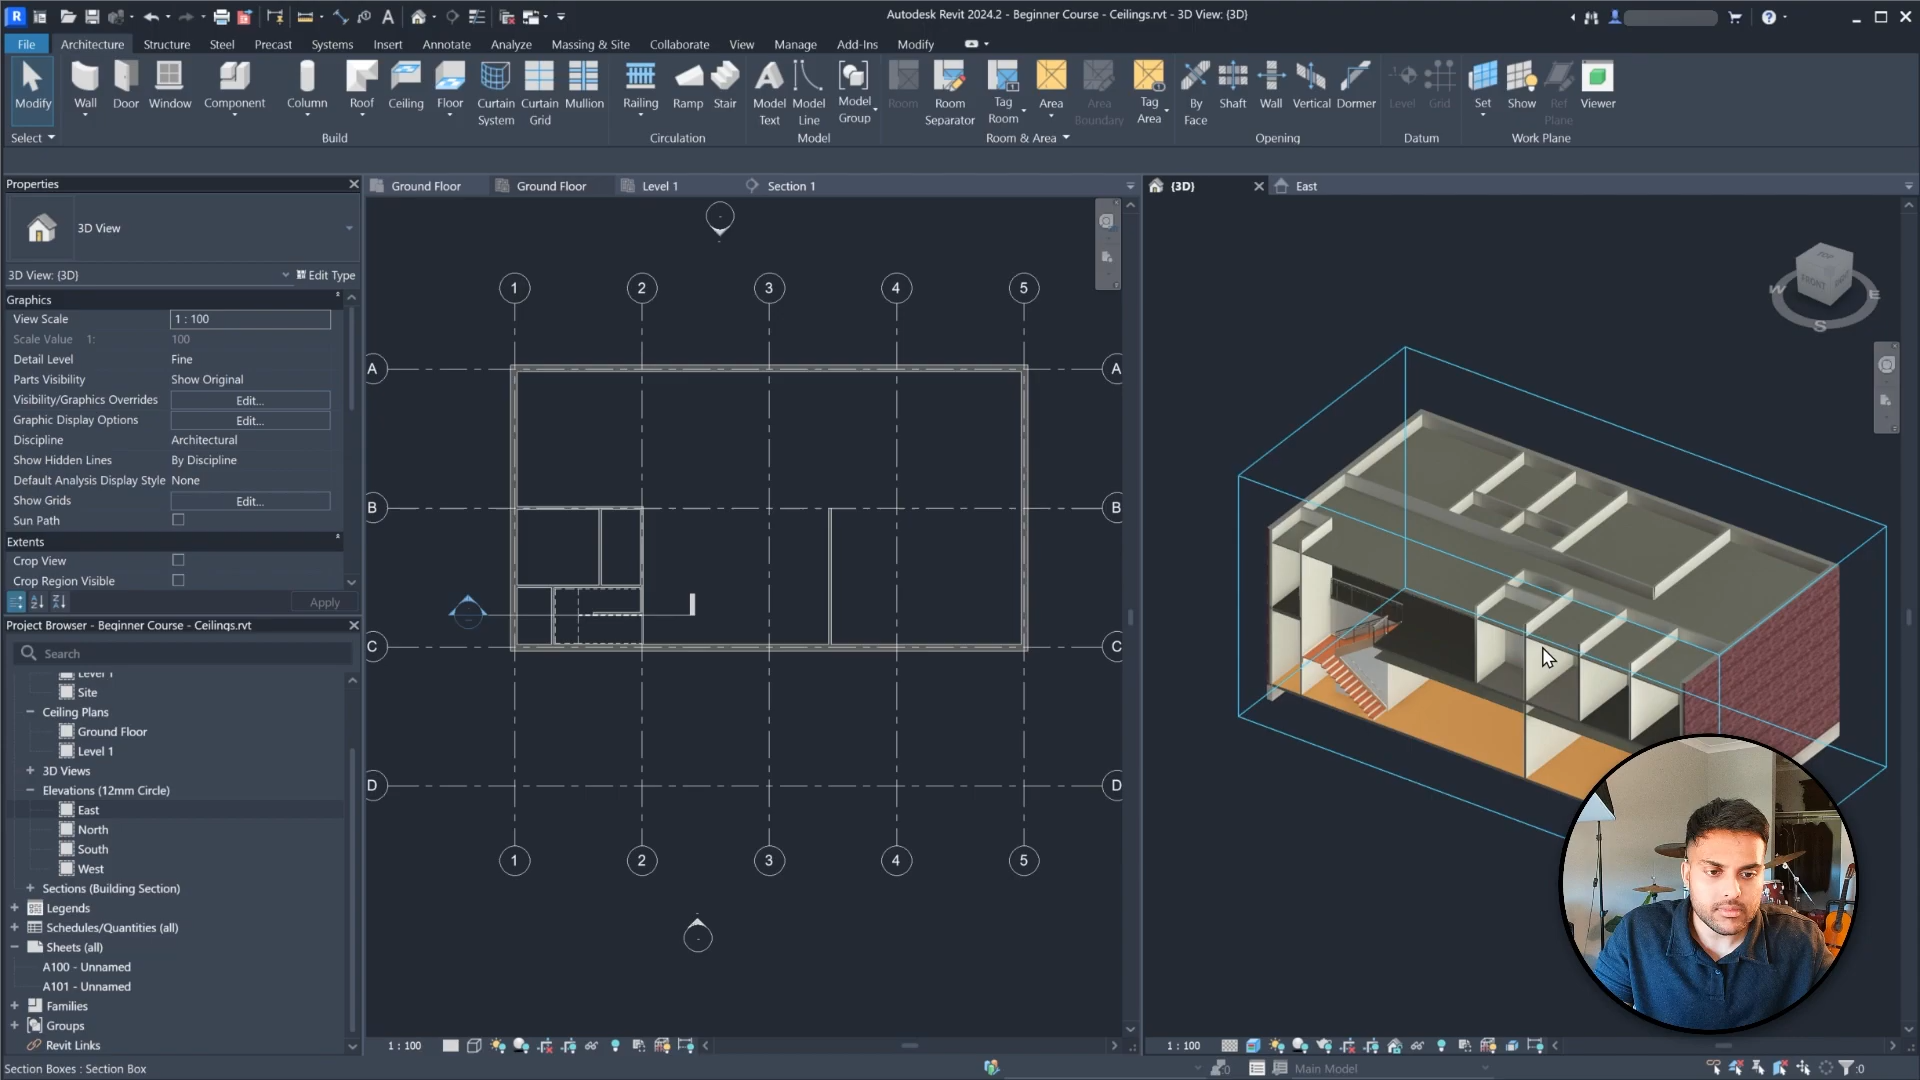 Autodesk Revit 2024.2 - Beginner Course - Ceilings.rvt - 3D View: {3D}
File Architecture Structure Steel Precast Systems Insert Annotate Analyze Massing & Site Collaborate View Manage Add-Ins Modify
Modify Wall Door Window Component Column Roof Ceiling Floor Curtain System Curtain Grid Mullion Railing Ramp Stair Model Text Model Line Model Group Room Room Separator Tag Room Area Area Boundary Tag Area By Face Shaft Wall Vertical Dormer Level Grid Set Show Ref Plane Viewer
Select Build Circulation Model Room & Area Opening Datum Work Plane
Properties
3D View
3D View: {3D} Edit Type
Graphics
View Scale 1 : 100
Scale Value 1: 100
Detail Level Fine
Parts Visibility Show Original
Visibility/Graphics Overrides Edit...
Graphic Display Options Edit...
Discipline Architectural
Show Hidden Lines By Discipline
Default Analysis Display Style None
Show Grids Edit...
Sun Path
Extents
Crop View
Crop Region Visible
Apply
Project Browser - Beginner Course - Ceilings.rvt
Search
Level 1
Site
Ceiling Plans
Ground Floor
Level 1
3D Views
Elevations (12mm Circle)
East
North
South
West
Sections (Building Section)
Legends
Schedules/Quantities (all)
Sheets (all)
A100 - Unnamed
A101 - Unnamed
Families
Groups
Revit Links
Ground Floor Ground Floor Level 1 Section 1
1 2 3 4 5
A A
B B
C C
D D
1 2 3 4 5
1 : 100
{3D} East
TOP
FRONT
W E
S
1 : 100
Section Boxes : Section Box
Main Model
:0